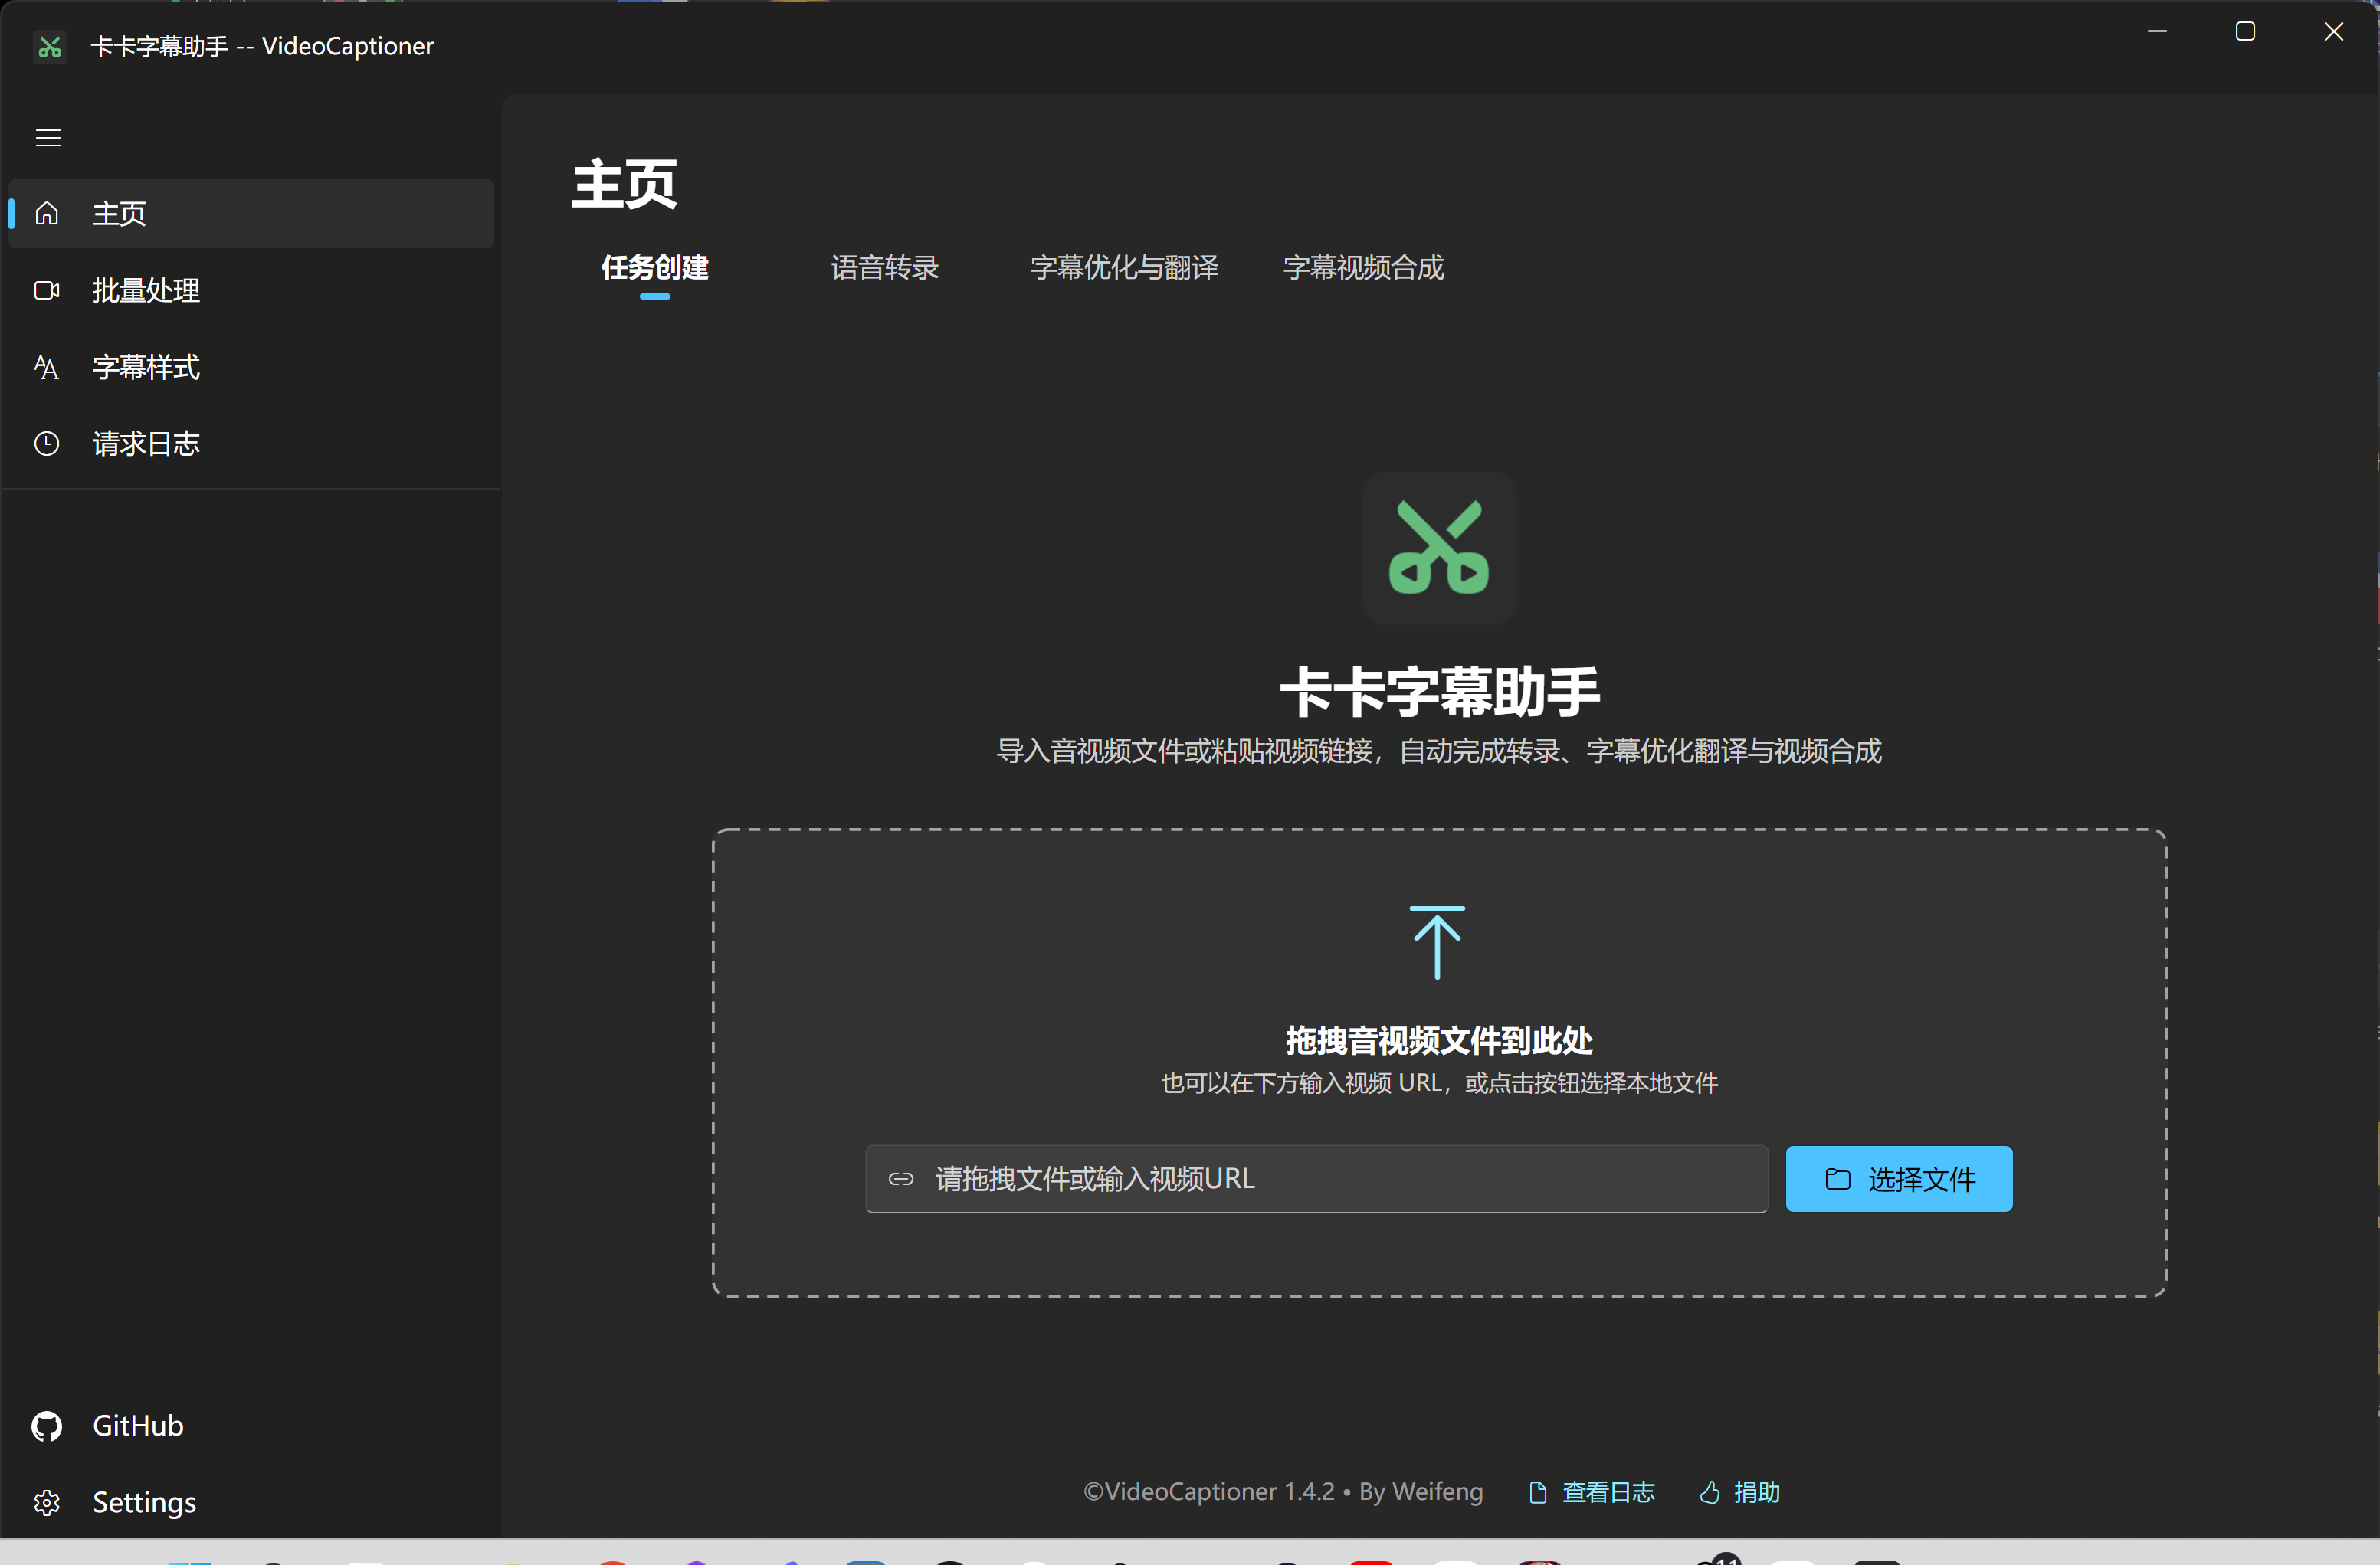 卡卡字幕助手 -- VideoCaptioner
主页
批量处理
字幕样式
请求日志
GitHub
Settings
主页
任务创建
语音转录
字幕优化与翻译
字幕视频合成
卡卡字幕助手
导入音视频文件或粘贴视频链接，自动完成转录、字幕优化翻译与视频合成
拖拽音视频文件到此处
也可以在下方输入视频 URL，或点击按钮选择本地文件
请拖拽文件或输入视频URL
选择文件
©VideoCaptioner 1.4.2 • By Weifeng
查看日志
捐助